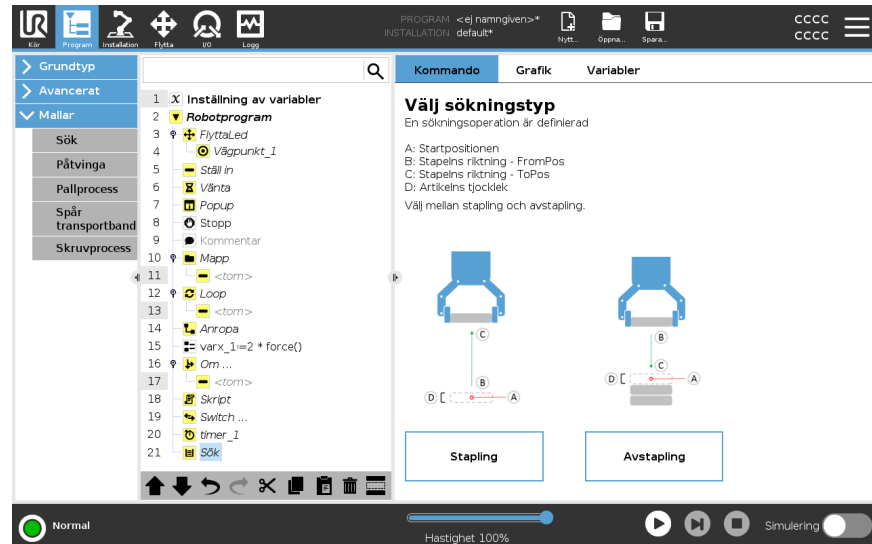 UR
Kör
Program
Installation
Flytta
I/O
Logg
PROGRAM <ej namngiven>*
INSTALLATION default*
Nytt...
Öppna...
Spara...
CCCC
CCCC
Grundtyp
Avancerat
Mallar
Sök
Påtvinga
Pallprocess
Spår
transportband
Skruvprocess
1 X Inställning av variabler
2 Robotprogram
3 FlyttaLed
4 Vägpunkt_1
5 Ställ in
6 Vänta
7 Popup
8 Stopp
9 Kommentar
10 Mapp
11 <tom>
12 Loop
13 <tom>
14 Anropa
15 varx_1:=2 * force()
16 Om ...
17 <tom>
18 Skript
19 Switch ...
20 timer_1
21 Sök
Kommando
Grafik
Variabler
Välj sökningstyp
En sökningsoperation är definierad
A: Startpositionen
B: Stapelns riktning - FromPos
C: Stapelns riktning - ToPos
D: Artikelns tjocklek
Välj mellan stapling och avstapling.
C
B
D
A
B
C
D
A
Stapling
Avstapling
Normal
Hastighet 100%
Simulering